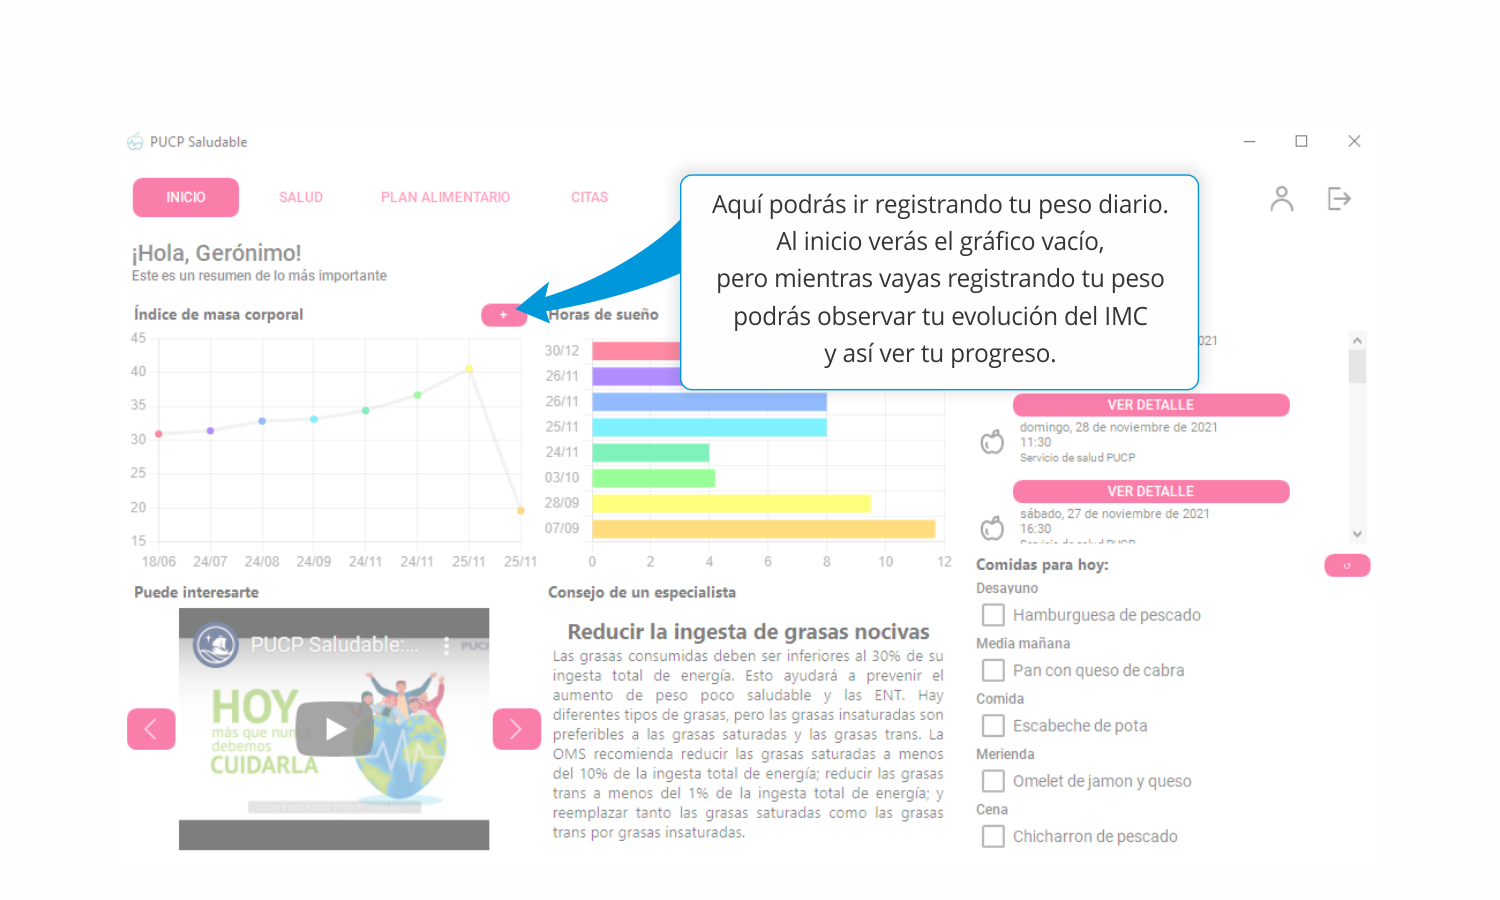 PUCP Saludable
INICIO
SALUD
PLAN ALIMENTARIO
CITAS
Aquí podrás ir registrando tu peso diario.
Al inicio verás el gráfico vacío,
pero mientras vayas registrando tu peso
podrás observar tu evolución del IMC
y así ver tu progreso.
¡Hola, Gerónimo!
Este es un resumen de lo más importante
Índice de masa corporal
+
45
40
35
30
25
20
15
18/06
24/07
24/08
24/09
24/11
24/11
25/11
25/11
Horas de sueño
30/12
26/11
26/11
25/11
24/11
03/10
28/09
07/09
0
2
4
6
8
10
12
021
VER DETALLE
domingo, 28 de noviembre de 2021
11:30
Servicio de salud PUCP
VER DETALLE
sábado, 27 de noviembre de 2021
16:30
Servicio de salud PUCP
Puede interesarte
PUCP Saludable:...
PUC
HOY
más que nunca
debemos
CUIDARLA
Consejo de un especialista
Reducir la ingesta de grasas nocivas
Las grasas consumidas deben ser inferiores al 30% de su
ingesta total de energía. Esto ayudará a prevenir el
aumento de peso poco saludable y las ENT. Hay
diferentes tipos de grasas, pero las grasas insaturadas son
preferibles a las grasas saturadas y las grasas trans. La
OMS recomienda reducir las grasas saturadas a menos
del 10% de la ingesta total de energía; reducir las grasas
trans a menos del 1% de la ingesta total de energía; y
reemplazar tanto las grasas saturadas como las grasas
trans por grasas insaturadas.
Comidas para hoy:
Desayuno
Hamburguesa de pescado
Media mañana
Pan con queso de cabra
Comida
Escabeche de pota
Merienda
Omelet de jamon y queso
Cena
Chicharron de pescado